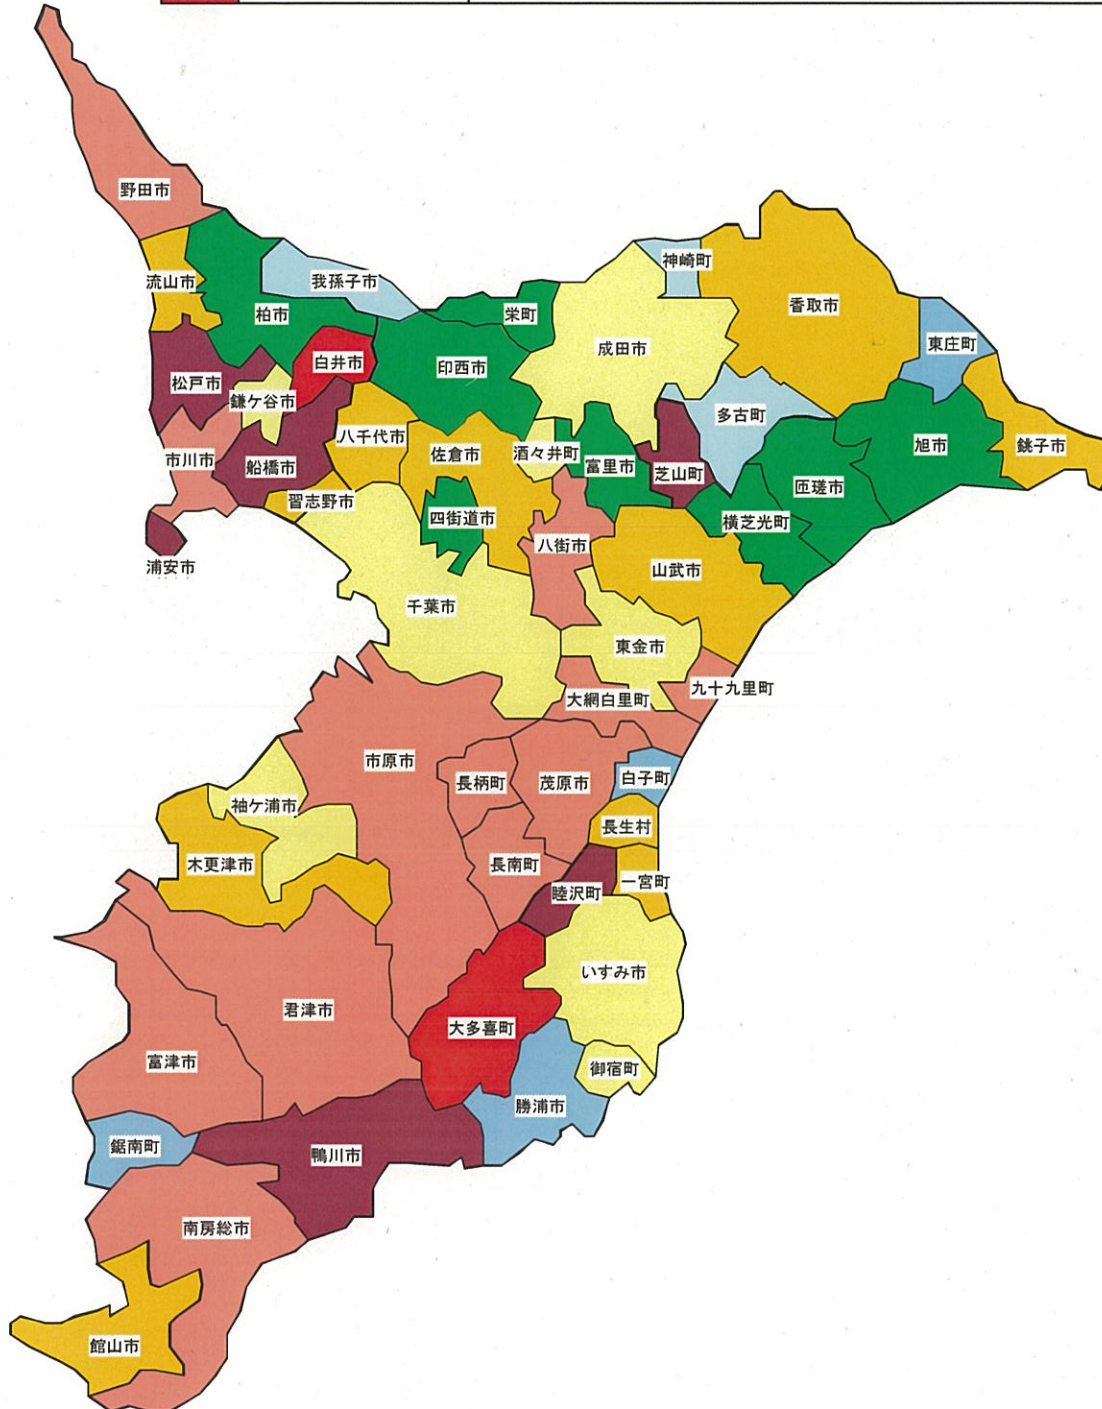 野田市
流山市
我孫子市
柏市
栄町
神崎町
香取市
東庄町
成田市
白井市
印西市
松戸市
鎌ケ谷市
多古町
八千代市
佐倉市
酒々井町
旭市
銚子市
市川市
船橋市
富里市
芝山町
匝瑳市
習志野市
四街道市
横芝光町
浦安市
八街市
山武市
千葉市
東金市
大網白里町
九十九里町
市原市
長柄町
茂原市
白子町
袖ケ浦市
長生村
木更津市
長南町
睦沢町
一宮町
いすみ市
君津市
大多喜町
富津市
御宿町
勝浦市
鋸南町
鴨川市
南房総市
館山市